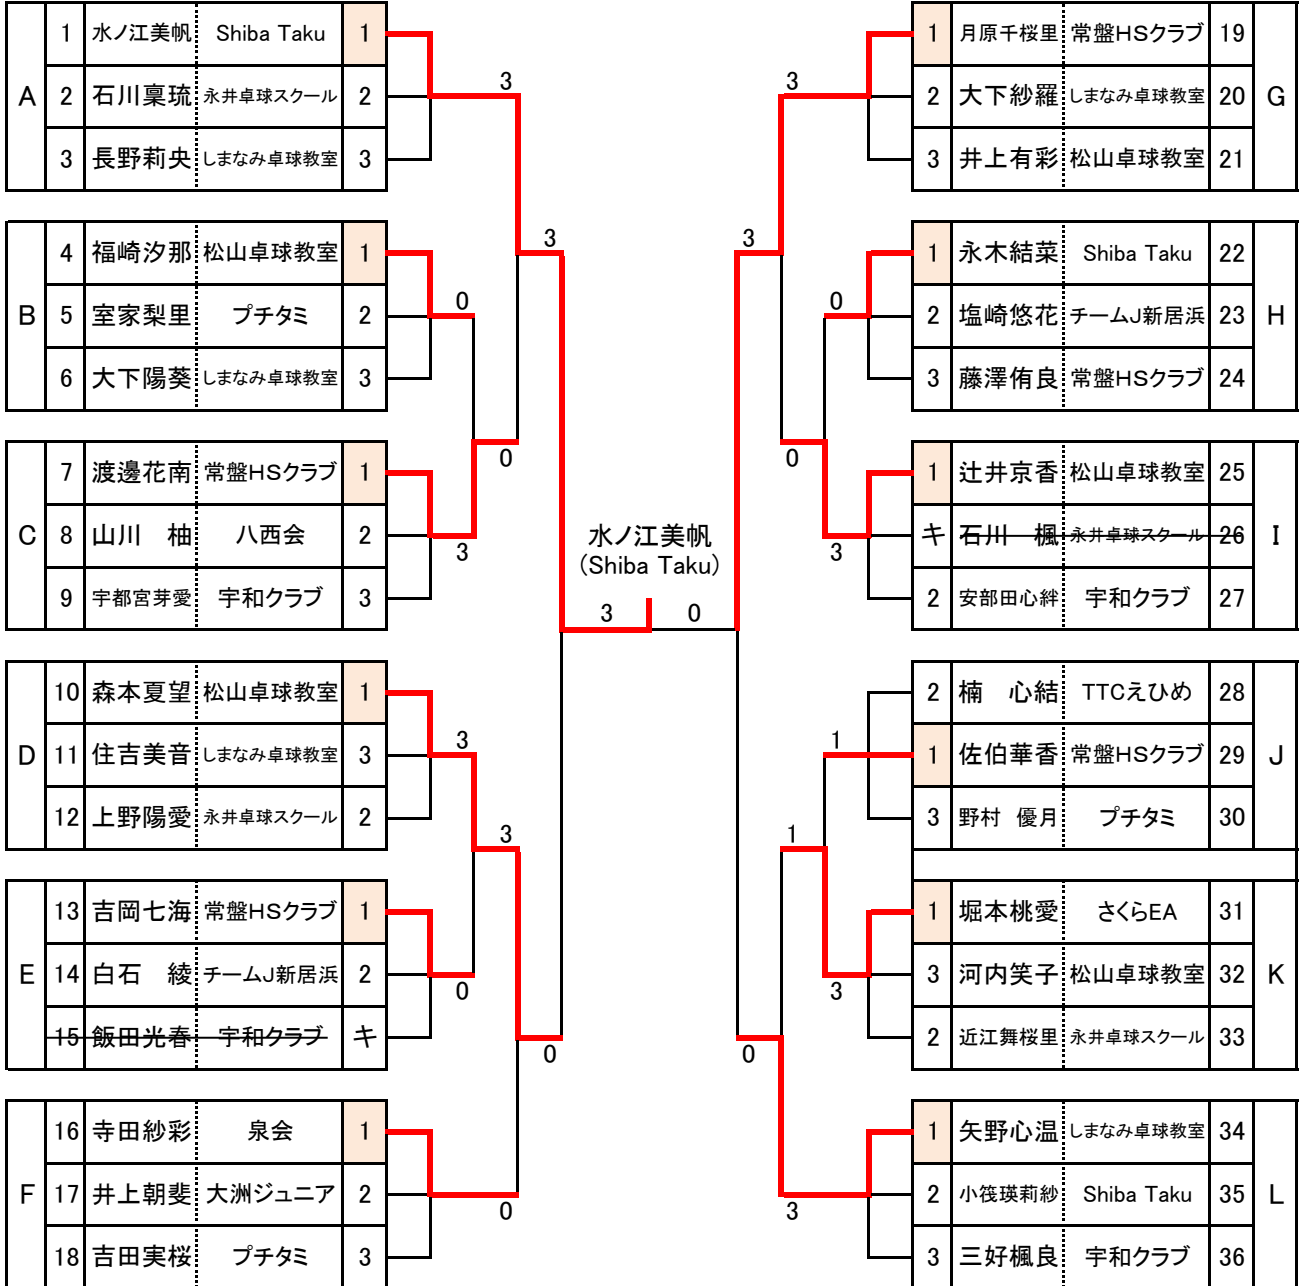 A
1 水ノ江美帆 Shiba Taku 1
2 石川稟琉 永井卓球スクール 2
3 長野莉央 しまなみ卓球教室 3
B
4 福崎汐那 松山卓球教室 1
5 室家梨里 プチタミ 2
6 大下陽葵 しまなみ卓球教室 3
C
7 渡邊花南 常盤HSクラブ 1
8 山川 柚 八西会 2
9 宇都宮芽愛 宇和クラブ 3
D
10 森本夏望 松山卓球教室 1
11 住吉美音 しまなみ卓球教室 3
12 上野陽愛 永井卓球スクール 2
E
13 吉岡七海 常盤HSクラブ 1
14 白石 綾 チームJ新居浜 2
15 飯田光春 宇和クラブ キ
F
16 寺田紗彩 泉会 1
17 井上朝斐 大洲ジュニア 2
18 吉田実桜 プチタミ 3
3
0
3
3
0
0
3
0
3
3
0
0
水ノ江美帆
(Shiba Taku)
3 0
3
0
3
3
0
1
3
1
0
3
1 月原千桜里 常盤HSクラブ 19
2 大下紗羅 しまなみ卓球教室 20
3 井上有彩 松山卓球教室 21
G
1 永木結菜 Shiba Taku 22
2 塩崎悠花 チームJ新居浜 23
3 藤澤侑良 常盤HSクラブ 24
H
1 辻井京香 松山卓球教室 25
キ 石川 楓 永井卓球スクール 26
2 安部田心絆 宇和クラブ 27
I
2 楠 心結 TTCえひめ 28
1 佐伯華香 常盤HSクラブ 29
3 野村 優月 プチタミ 30
J
1 堀本桃愛 さくらEA 31
3 河内笑子 松山卓球教室 32
2 近江舞桜里 永井卓球スクール 33
K
1 矢野心温 しまなみ卓球教室 34
2 小筏瑛莉紗 Shiba Taku 35
3 三好楓良 宇和クラブ 36
L